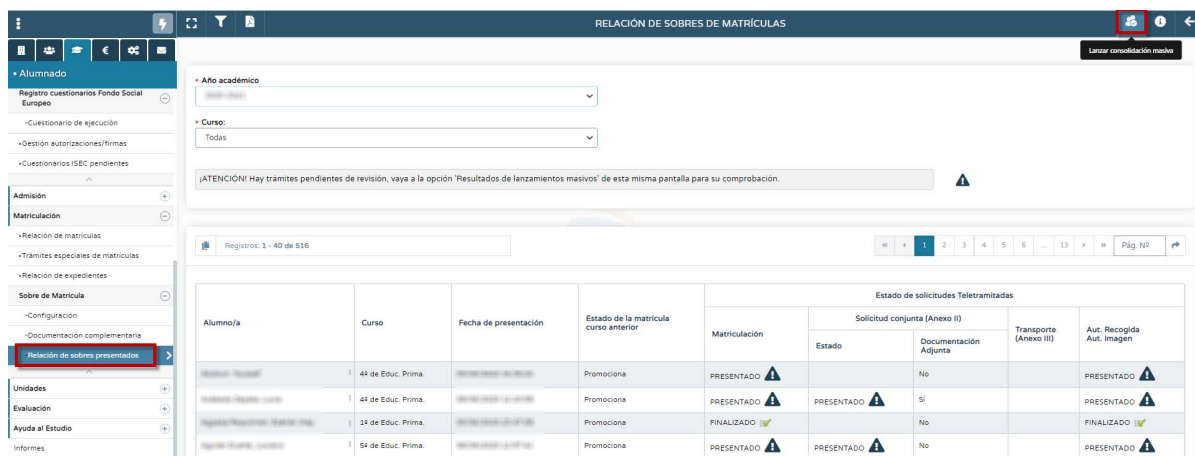 RELACIÓN DE SOBRES DE MATRÍCULAS
Lanzar consolidación masiva
• Alumnado
Registro cuestionarios Fondo Social Europeo
-Cuestionario de ejecución
•Gestión autorizaciones/firmas
•Cuestionarios ISEC pendientes
Admisión
Matriculación
•Relación de matrículas
•Trámites especiales de matrículas
•Relación de expedientes
Sobre de Matrícula
-Configuración
-Documentación complementaria
-Relación de sobres presentados
Unidades
Evaluación
Ayuda al Estudio
Informes
* Año académico
* Curso:
Todas
¡ATENCIÓN! Hay trámites pendientes de revisión, vaya a la opción 'Resultados de lanzamientos masivos' de esta misma pantalla para su comprobación.
Registros: 1 - 40 de 516
« ‹ 1 2 3 4 5 6 ... 13 › » Pág. Nº
Alumno/a
Curso
Fecha de presentación
Estado de la matrícula curso anterior
Estado de solicitudes Teletramitadas
Matriculación
Solicitud conjunta (Anexo II)
Estado
Documentación Adjunta
Transporte (Anexo III)
Aut. Recogida Aut. Imagen
4º de Educ. Prima. Promociona PRESENTADO No PRESENTADO
4º de Educ. Prima. Promociona PRESENTADO PRESENTADO Sí PRESENTADO
1º de Educ. Prima. Promociona FINALIZADO No FINALIZADO
5º de Educ. Prima. Promociona PRESENTADO PRESENTADO No PRESENTADO